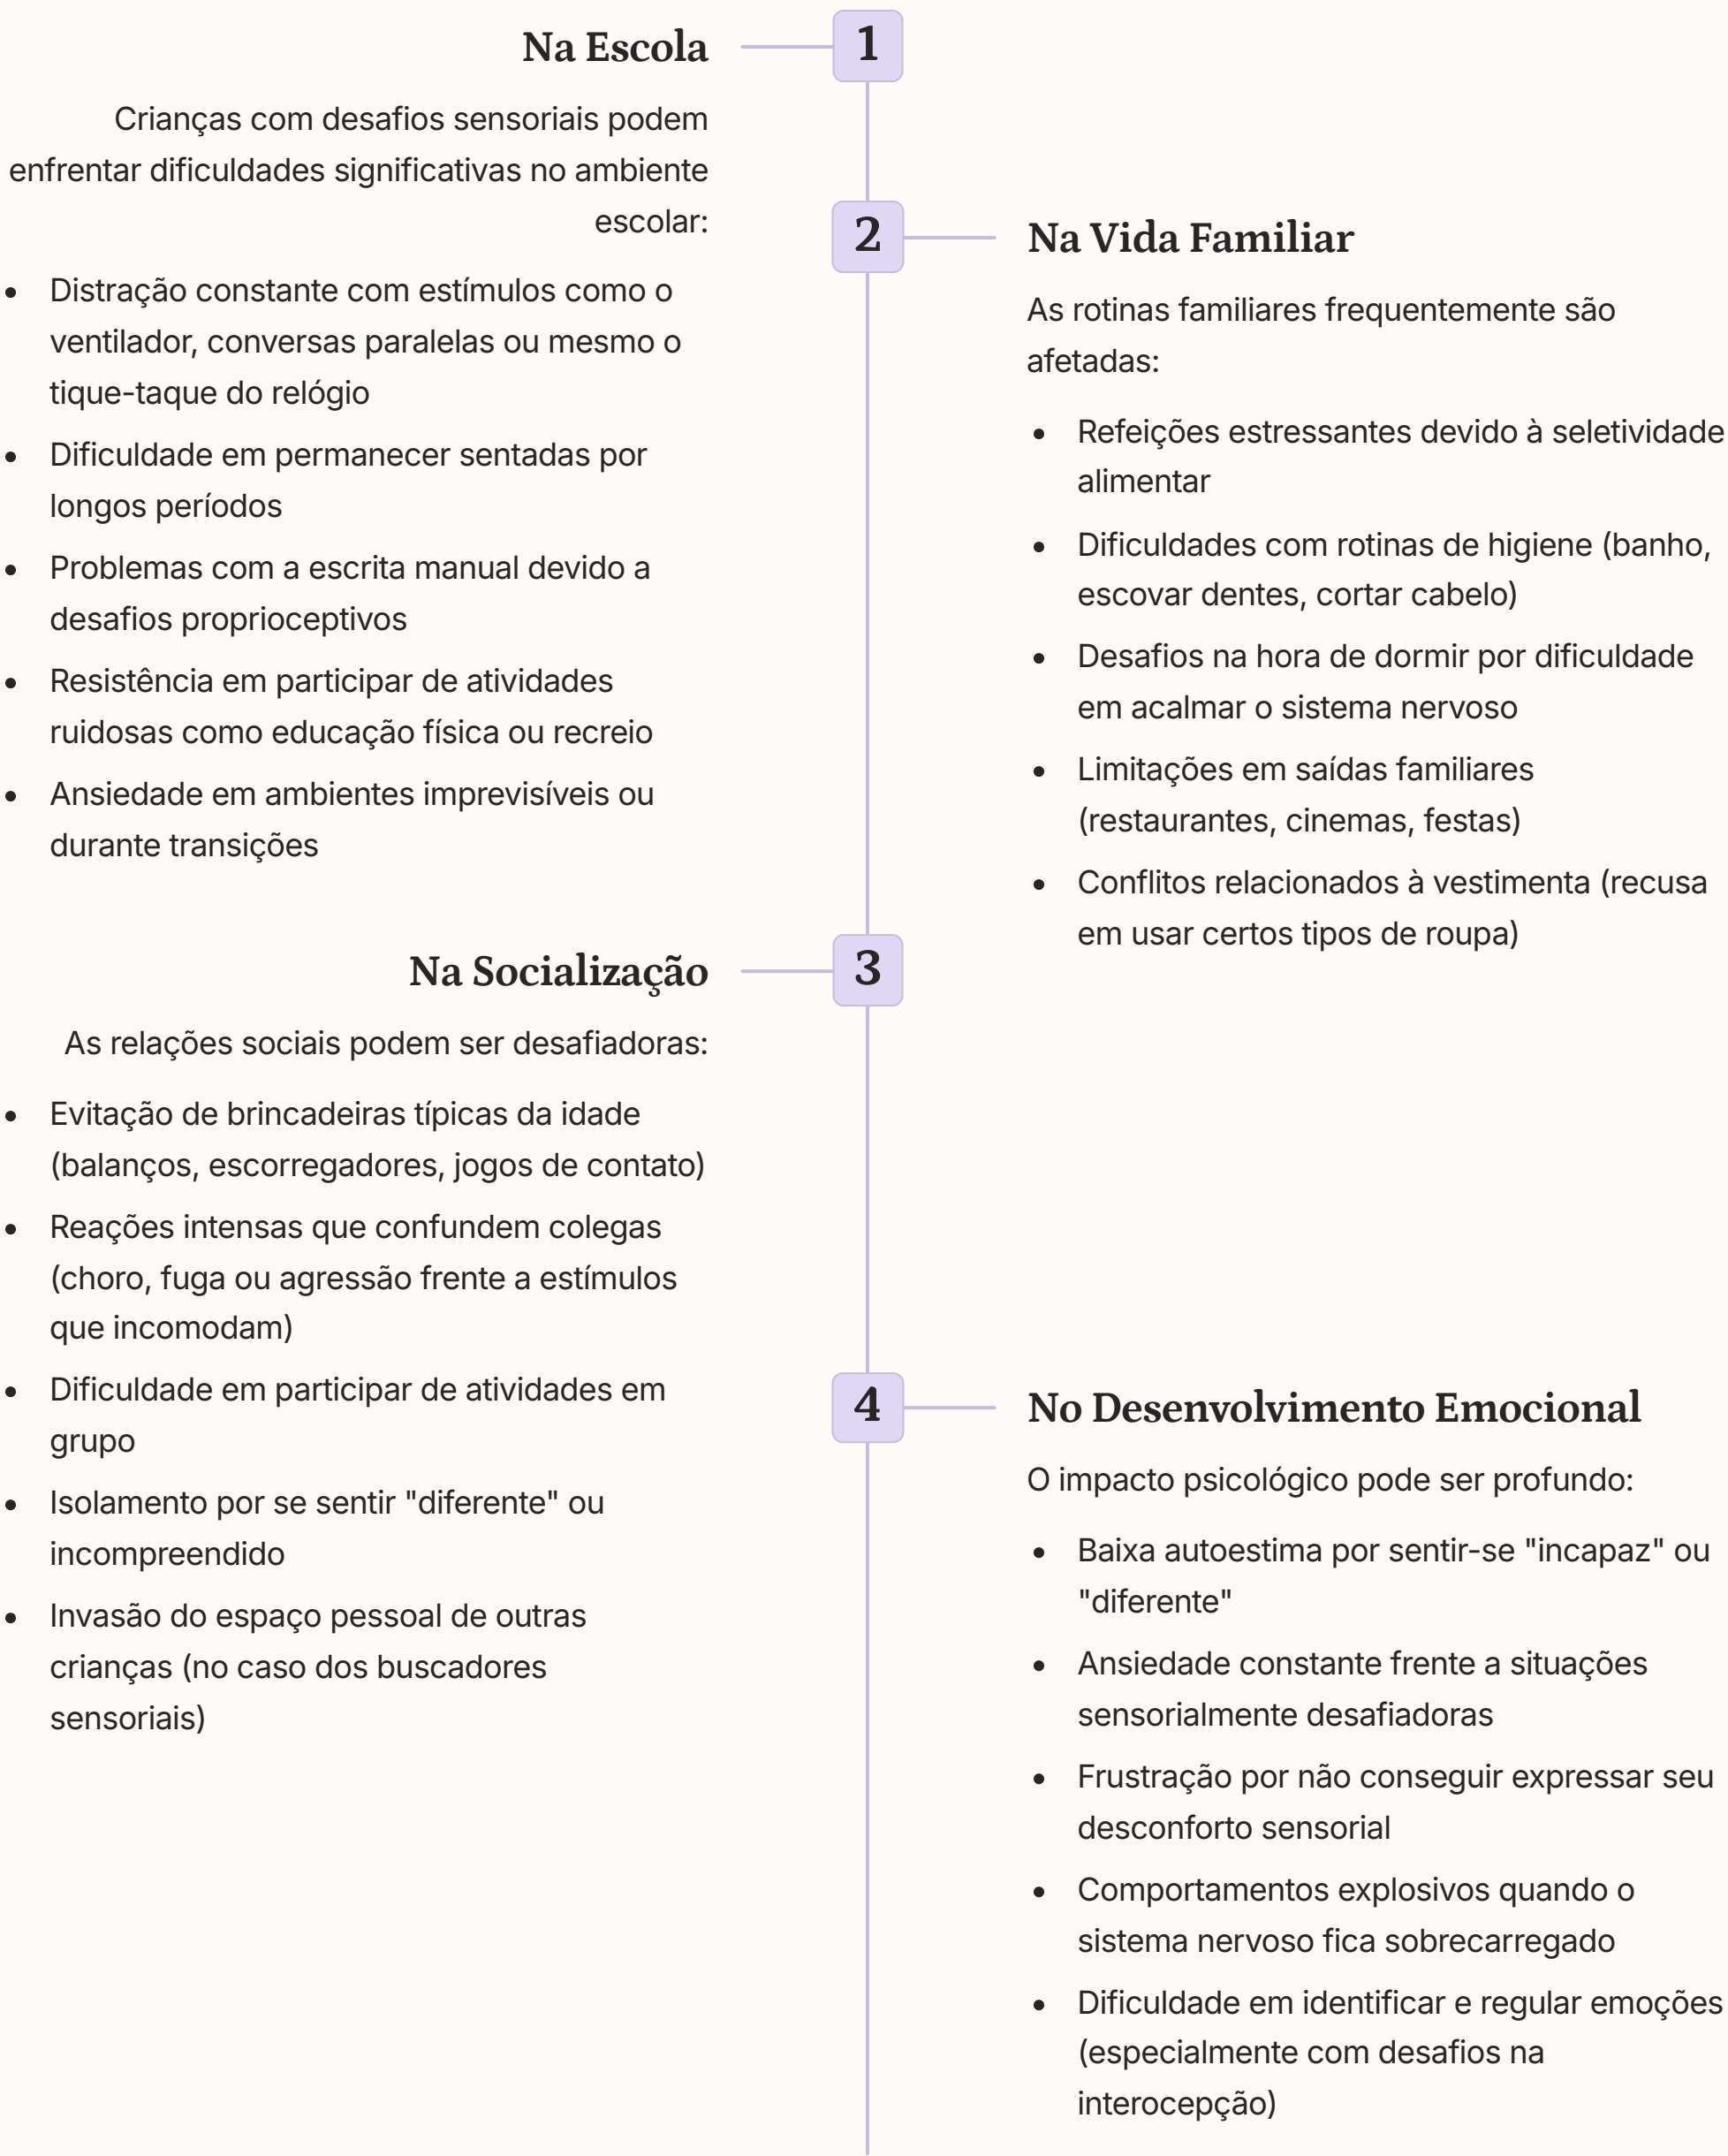 1
Na Escola
Crianças com desafios sensoriais podem
enfrentar dificuldades significativas no ambiente
escolar:
• Distração constante com estímulos como o
ventilador, conversas paralelas ou mesmo o
tique-taque do relógio
• Dificuldade em permanecer sentadas por
longos períodos
• Problemas com a escrita manual devido a
desafios proprioceptivos
• Resistência em participar de atividades
ruidosas como educação física ou recreio
• Ansiedade em ambientes imprevisíveis ou
durante transições
2
Na Vida Familiar
As rotinas familiares frequentemente são
afetadas:
• Refeições estressantes devido à seletividade
alimentar
• Dificuldades com rotinas de higiene (banho,
escovar dentes, cortar cabelo)
• Desafios na hora de dormir por dificuldade
em acalmar o sistema nervoso
• Limitações em saídas familiares
(restaurantes, cinemas, festas)
• Conflitos relacionados à vestimenta (recusa
em usar certos tipos de roupa)
3
Na Socialização
As relações sociais podem ser desafiadoras:
• Evitação de brincadeiras típicas da idade
(balanços, escorregadores, jogos de contato)
• Reações intensas que confundem colegas
(choro, fuga ou agressão frente a estímulos
que incomodam)
• Dificuldade em participar de atividades em
grupo
• Isolamento por se sentir "diferente" ou
incompreendido
• Invasão do espaço pessoal de outras
crianças (no caso dos buscadores
sensoriais)
4
No Desenvolvimento Emocional
O impacto psicológico pode ser profundo:
• Baixa autoestima por sentir-se "incapaz" ou
"diferente"
• Ansiedade constante frente a situações
sensorialmente desafiadoras
• Frustração por não conseguir expressar seu
desconforto sensorial
• Comportamentos explosivos quando o
sistema nervoso fica sobrecarregado
• Dificuldade em identificar e regular emoções
(especialmente com desafios na
interocepção)